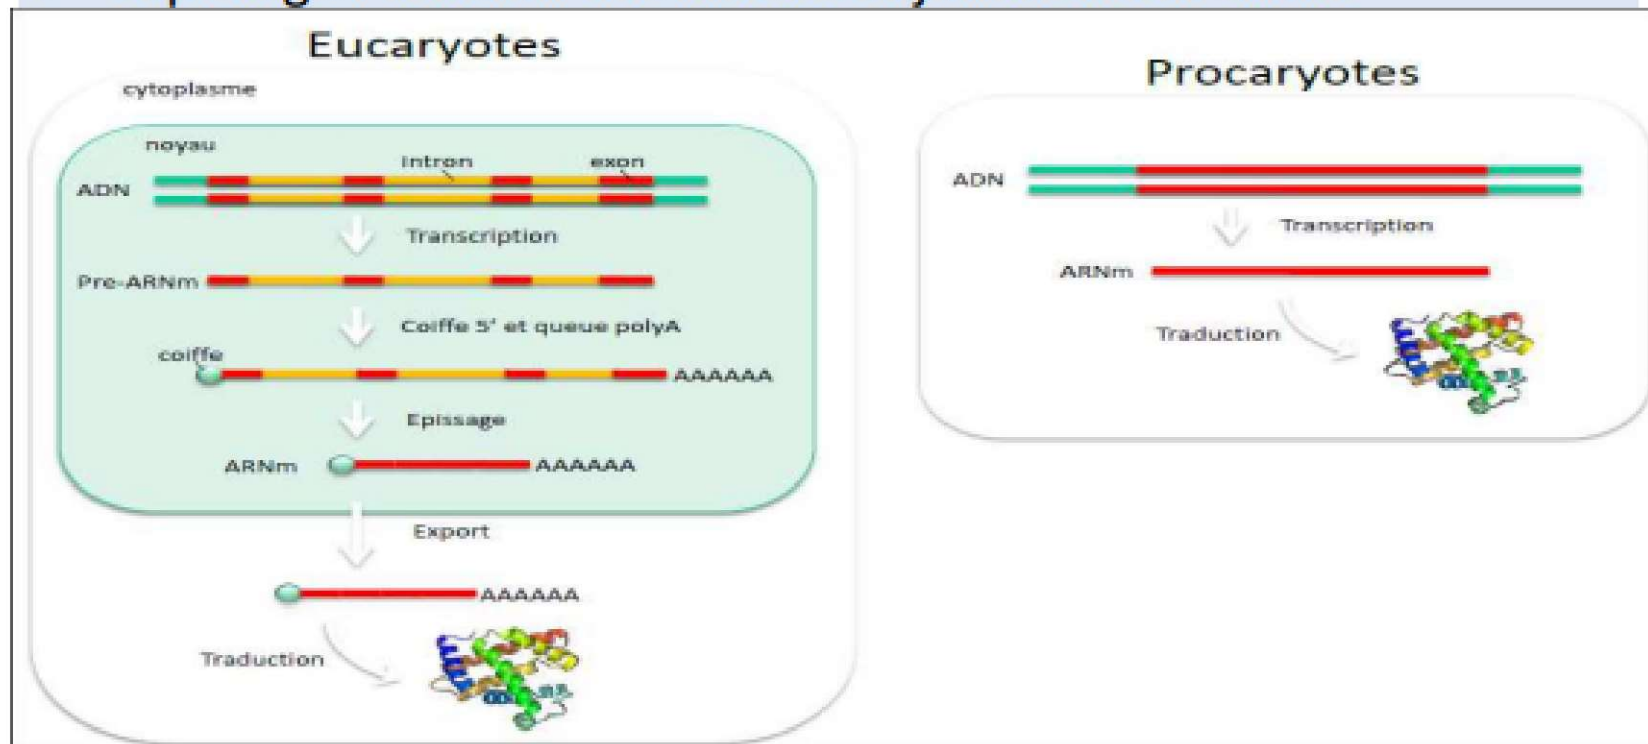 Eucaryotes
cytoplasme
noyau
intron
exon
ADN
Transcription
Pre-ARNm
Coiffe 5' et queue polyA
coiffe
AAAAAA
Epissage
ARNm
AAAAAA
Export
AAAAAA
Traduction
Procaryotes
ADN
Transcription
ARNm
Traduction